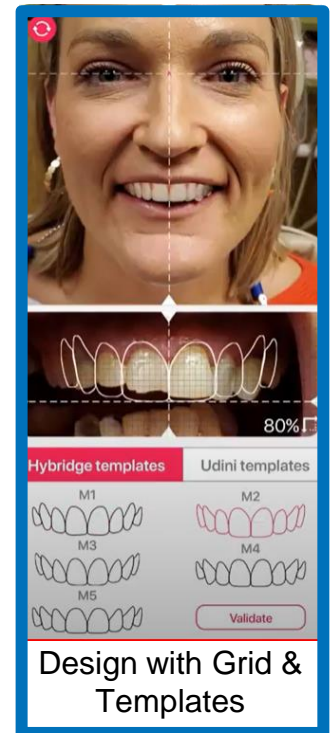 80%
Hybridge templates Udini templates
M1 M2
M3 M4
M5
Validate
Design with Grid &
Templates